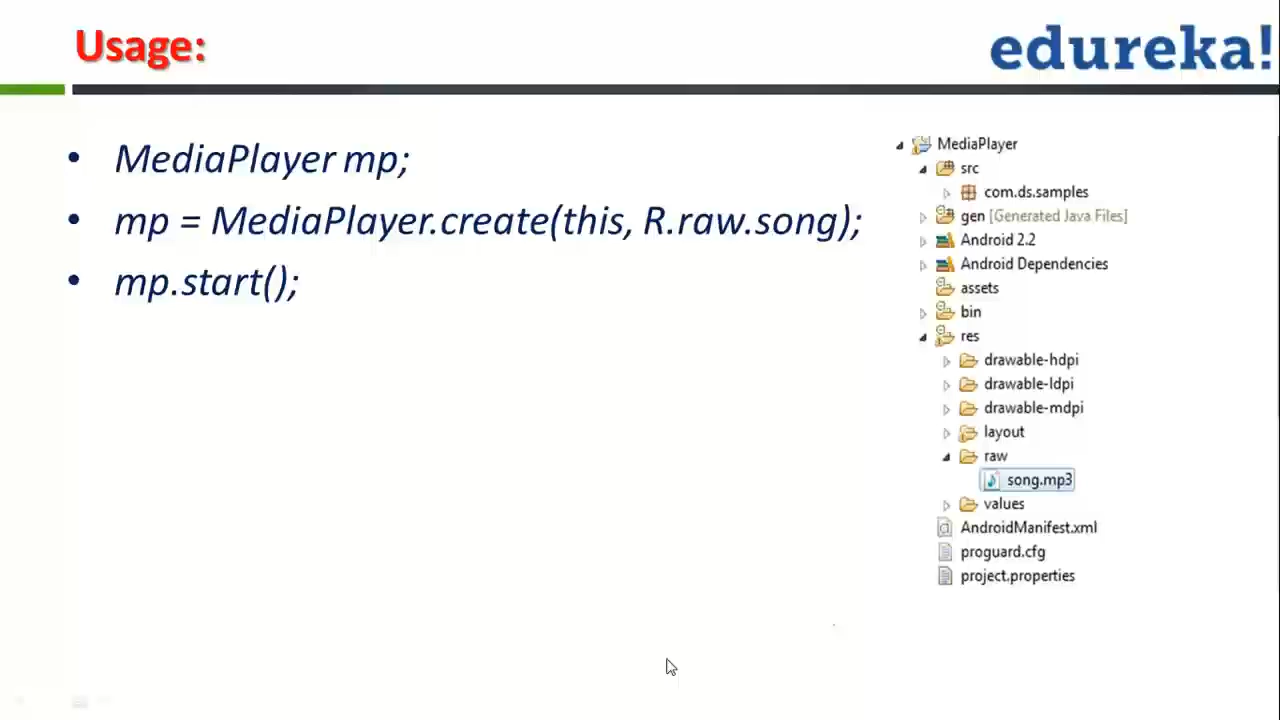 Usage:
edureka!
• MediaPlayer mp;
• mp = MediaPlayer.create(this, R.raw.song);
• mp.start();
MediaPlayer
src
com.ds.samples
gen [Generated Java Files]
Android 2.2
Android Dependencies
assets
bin
res
drawable-hdpi
drawable-ldpi
drawable-mdpi
layout
raw
song.mp3
values
AndroidManifest.xml
proguard.cfg
project.properties